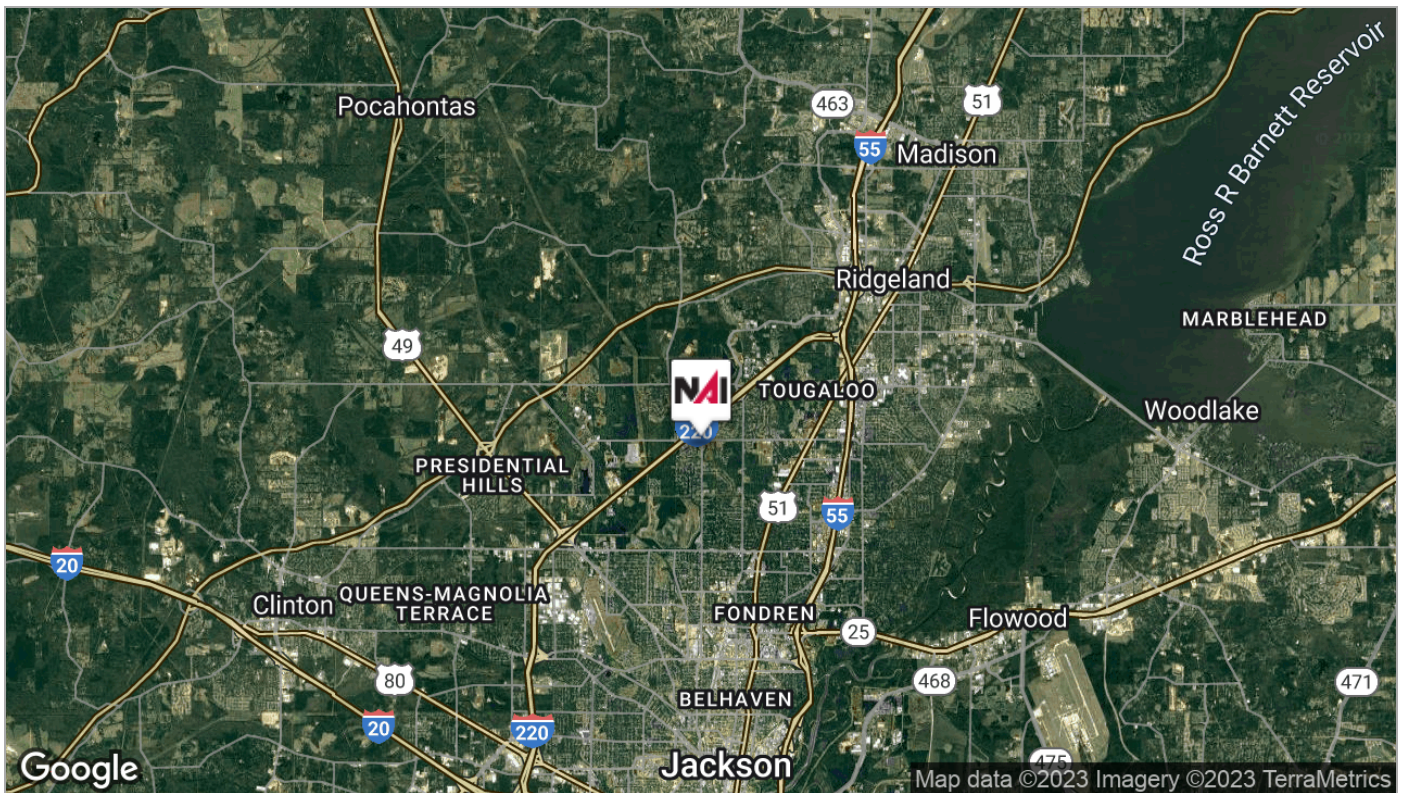 Pocahontas
463
51
55
Madison
Ross R Barnett Reservoir
Ridgeland
MARBLEHEAD
49
NAI
TOUGALOO
220
Woodlake
PRESIDENTIAL
HILLS
51
55
20
Clinton
QUEENS-MAGNOLIA
TERRACE
FONDREN
25
Flowood
80
468
471
BELHAVEN
20
220
Jackson
475
Google
Map data ©2023 Imagery ©2023 TerraMetrics